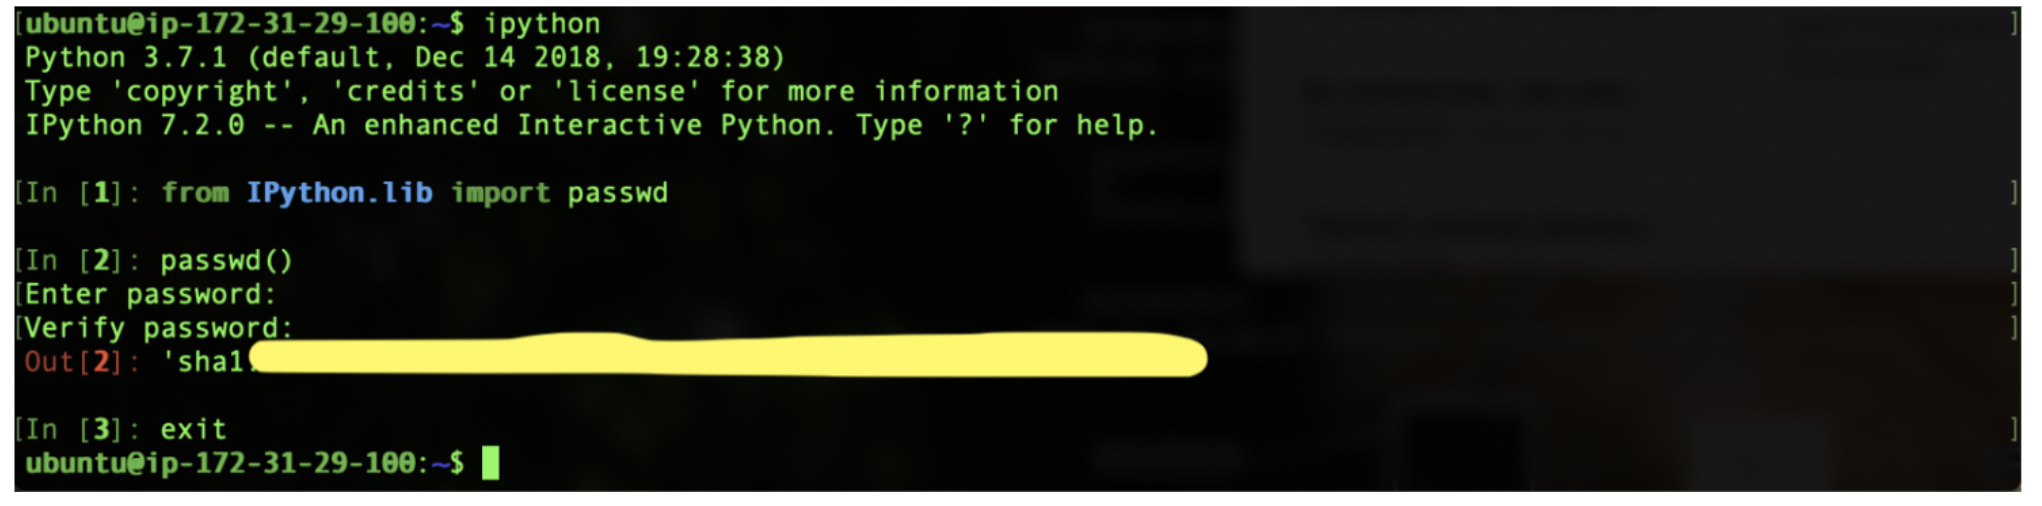 [ubuntu@ip-172-31-29-100:~$ ipython ]
Python 3.7.1 (default, Dec 14 2018, 19:28:38)
Type 'copyright', 'credits' or 'license' for more information
IPython 7.2.0 -- An enhanced Interactive Python. Type '?' for help.
[In [1]: from IPython.lib import passwd ]
[In [2]: passwd() ]
[Enter password: ]
[Verify password: ]
Out[2]: 'sha1
[In [3]: exit ]
ubuntu@ip-172-31-29-100:~$